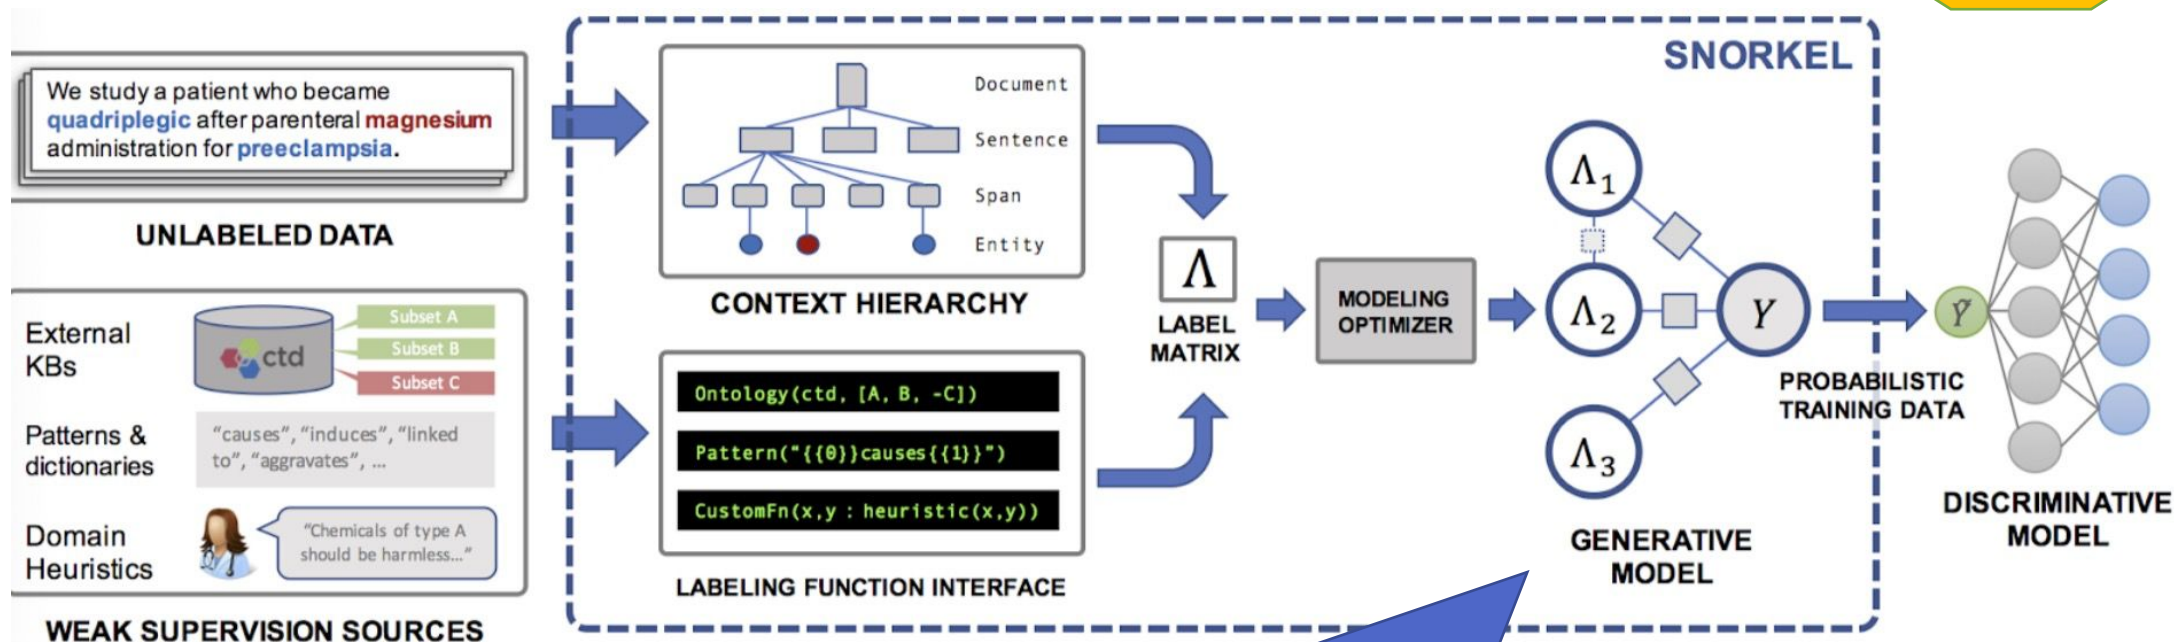 We study a patient who became
quadriplegic after parenteral magnesium
administration for preeclampsia.
UNLABELED DATA
External
KBs
ctd
Subset A
Subset B
Subset C
Patterns &
dictionaries
“causes”, “induces”, “linked
to”, “aggravates”, ...
Domain
Heuristics
“Chemicals of type A
should be harmless...”
WEAK SUPERVISION SOURCES
SNORKEL
Document
Sentence
Span
Entity
CONTEXT HIERARCHY
Ontology(ctd, [A, B, -C])
Pattern("{{0}}causes{{1}}")
CustomFn(x,y : heuristic(x,y))
LABELING FUNCTION INTERFACE
Λ
LABEL
MATRIX
MODELING
OPTIMIZER
Λ1
Λ2
Λ3
Y
GENERATIVE
MODEL
PROBABILISTIC
TRAINING DATA
Ỹ
DISCRIMINATIVE
MODEL